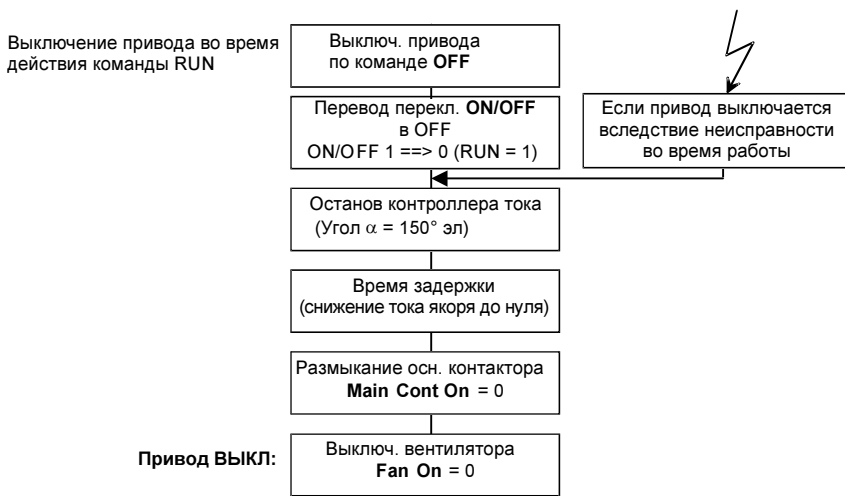 Выключение привода во время
действия команды RUN
Выключ. привода
по команде OFF
Перевод перекл. ON/OFF
в OFF
ON/OFF 1 ==> 0 (RUN = 1)
Если привод выключается
вследствие неисправности
во время работы
Останов контроллера тока
(Угол α = 150° эл)
Время задержки
(снижение тока якоря до нуля)
Размыкание осн. контактора
Main Cont On = 0
Привод ВЫКЛ:
Выключ. вентилятора
Fan On = 0